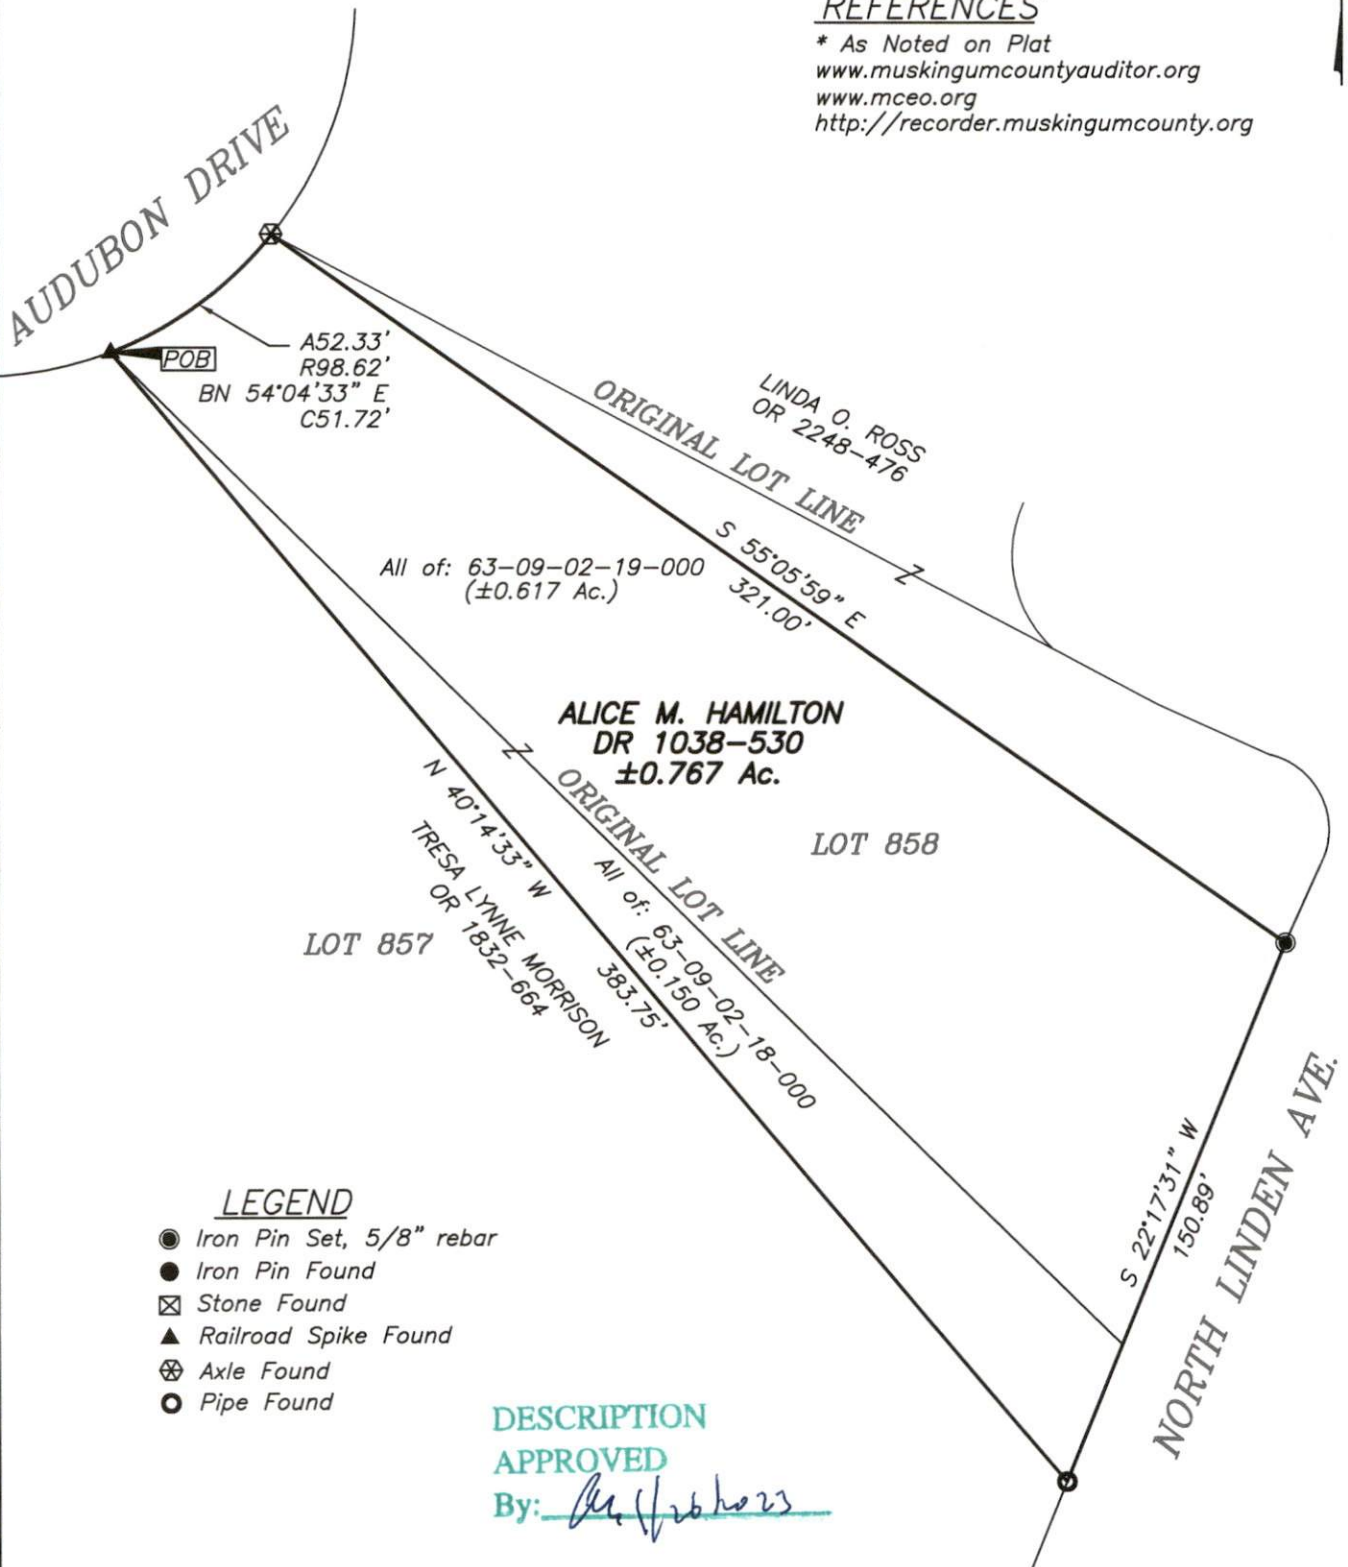 REFERENCES
* As Noted on Plat
www.muskingumcountyauditor.org
www.mceo.org
http://recorder.muskingumcounty.org
AUDUBON DRIVE
POB
A52.33'
R98.62'
BN 54°04'33" E
C51.72'
LINDA O. ROSS
OR 2248-476
ORIGINAL LOT LINE
S 55°05'59" E
321.00'
All of: 63-09-02-19-000
(±0.617 Ac.)
ALICE M. HAMILTON
DR 1038-530
±0.767 Ac.
LOT 858
ORIGINAL LOT LINE
N 40°14'33" W
383.75'
TRESA LYNNE MORRISON
OR 1832-664
All of: 63-09-02-18-000
(±0.150 Ac.)
LOT 857
S 22°17'31" W
150.89'
NORTH LINDEN AVE.
LEGEND
Iron Pin Set, 5/8" rebar
Iron Pin Found
Stone Found
Railroad Spike Found
Axle Found
Pipe Found
DESCRIPTION
APPROVED
By: